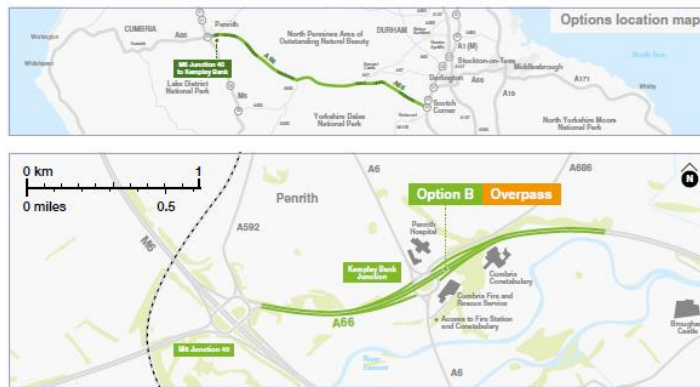 Options location map
Workington
CUMBRIA
A66
Penrith
North Pennines Area of
Outstanding Natural Beauty
DURHAM
Durham
A1 (M)
Stockton-on-Tees
Middlesbrough
North Sea
Whitehaven
M6 Junction 40
to Kemplay Bank
A66
Lake District
National Park
M6
A66
Darlington
A66
A171
Whitby
A19
Scotch
Corner
Yorkshire Dales
National Park
North Yorkshire Moors
National Park
0 km
1
0 miles
0.5
Penrith
A6
A686
N
Option B
Overpass
M6
A592
Penrith
Hospital
Kemplay Bank
Junction
Cumbria
Constabulary
Cumbria Fire and
Rescue Service
A66
Access to Fire Station
and Constabulary
Brougham
Castle
M6 Junction 40
River
Eamont
A6